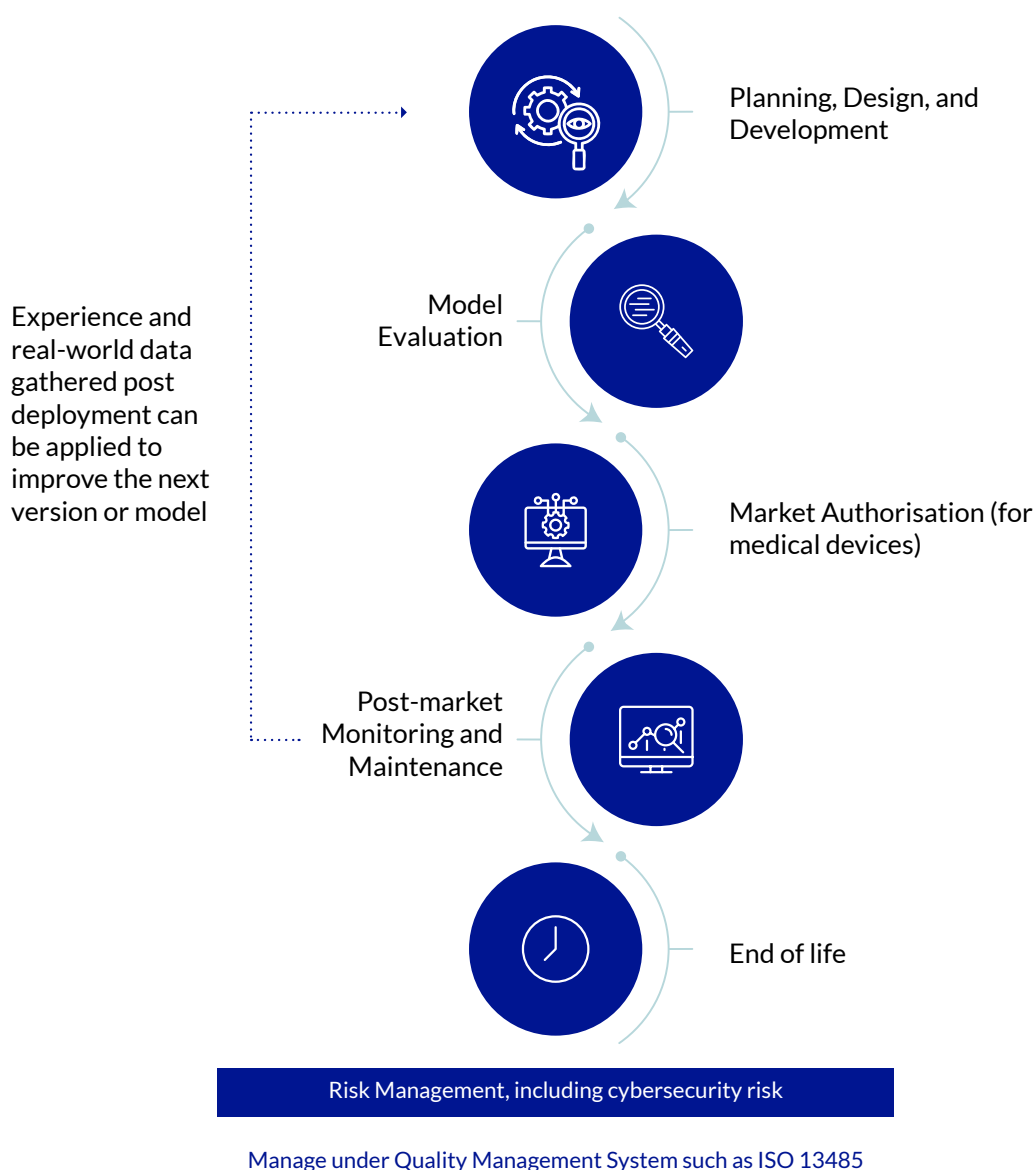 Planning, Design, and
Development
Model
Evaluation
Experience and
real-world data
gathered post
deployment can
be applied to
improve the next
version or model
Market Authorisation (for
medical devices)
Post-market
Monitoring and
Maintenance
End of life
Risk Management, including cybersecurity risk
Manage under Quality Management System such as ISO 13485